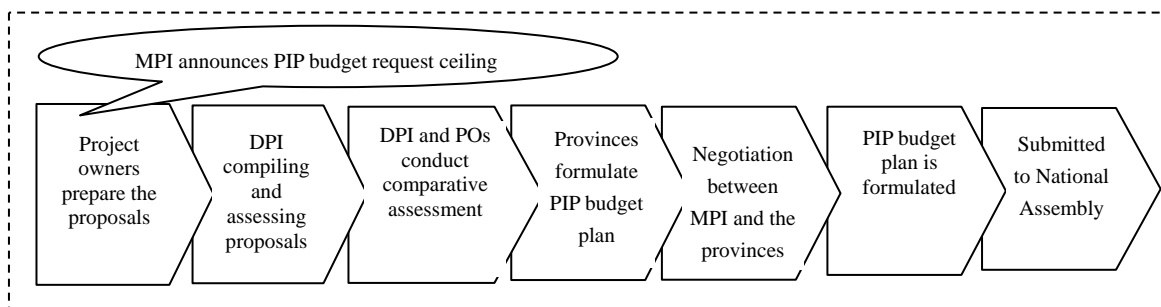 MPI announces PIP budget request ceiling
Project
owners
prepare the
proposals
DPI
compiling
and
assessing
proposals
DPI and POs
conduct
comparative
assessment
Provinces
formulate
PIP budget
plan
Negotiation
between
MPI and the
provinces
PIP budget
plan is
formulated
Submitted
to National
Assembly